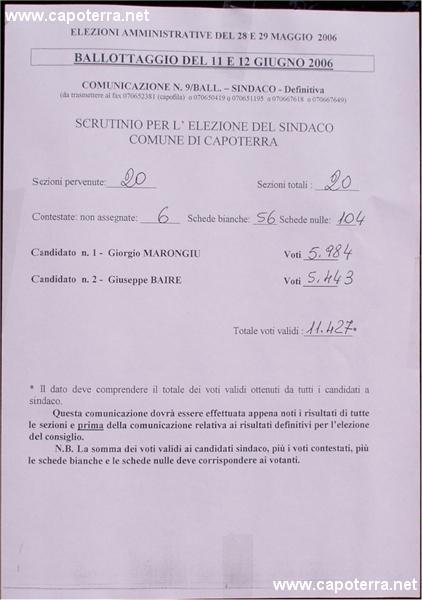 www.capoterra.net
ELEZIONI AMMINISTRATIVE DEL 28 E 29 MAGGIO 2006
BALLOTTAGGIO DEL 11 E 12 GIUGNO 2006
COMUNICAZIONE N. 9/BALL. – SINDACO - Definitiva
(da trasmettere al fax 070652381 (capofila) o 070650419 o 070651195 o 070667618 o 070667649)
SCRUTINIO PER L' ELEZIONE DEL SINDACO
COMUNE DI CAPOTERRA
Sezioni pervenute: 20 Sezioni totali : 20
Contestate: non assegnate: 6 Schede bianche: 56 Schede nulle: 104
Candidato n. 1 - Giorgio MARONGIU Voti 5.984
Candidato n. 2 - Giuseppe BAIRE Voti 5.443
Totale voti validi : 11.427*
* Il dato deve comprendere il totale dei voti validi ottenuti da tutti i candidati a
sindaco.
Questa comunicazione dovrà essere effettuata appena noti i risultati di tutte
le sezioni e prima della comunicazione relativa ai risultati definitivi per l'elezione
del consiglio.
N.B. La somma dei voti validi ai candidati sindaco, più i voti contestati, più
le schede bianche e le schede nulle deve corrispondere ai votanti.
www.capoterra.net